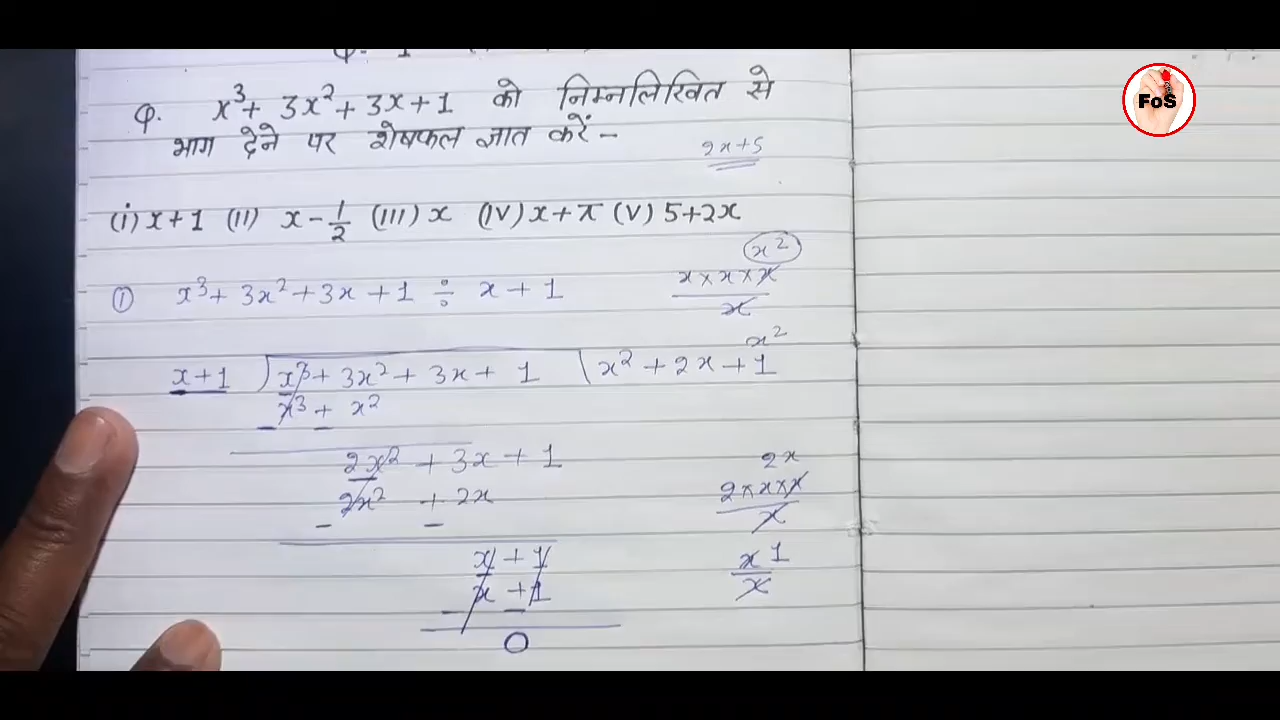 Q. x³ + 3x² + 3x + 1 को निम्नलिखित से
भाग देने पर शेषफल ज्ञात करें –
2x + 5
(i) x + 1 (II) x - 1/2 (III) x (IV) x + π (V) 5 + 2x
x²
① x³ + 3x² + 3x + 1 ÷ x + 1
x × x × x / x
x²
x + 1 ) x³ + 3x² + 3x + 1 ( x² + 2x + 1
x³ + x²
- -
2x² + 3x + 1
2x
2x² + 2x
2 × x × x / x
- -
x + 1
x / x 1
x + 1
- -
0
FoS